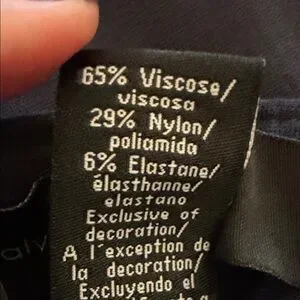 65% Viscose/
viscosa
29% Nylon/
poliamida
6% Elastane/
élasthanne/
elastano
Exclusive of
decoration/
A l'exception de
la decoration/
Excluyendo el